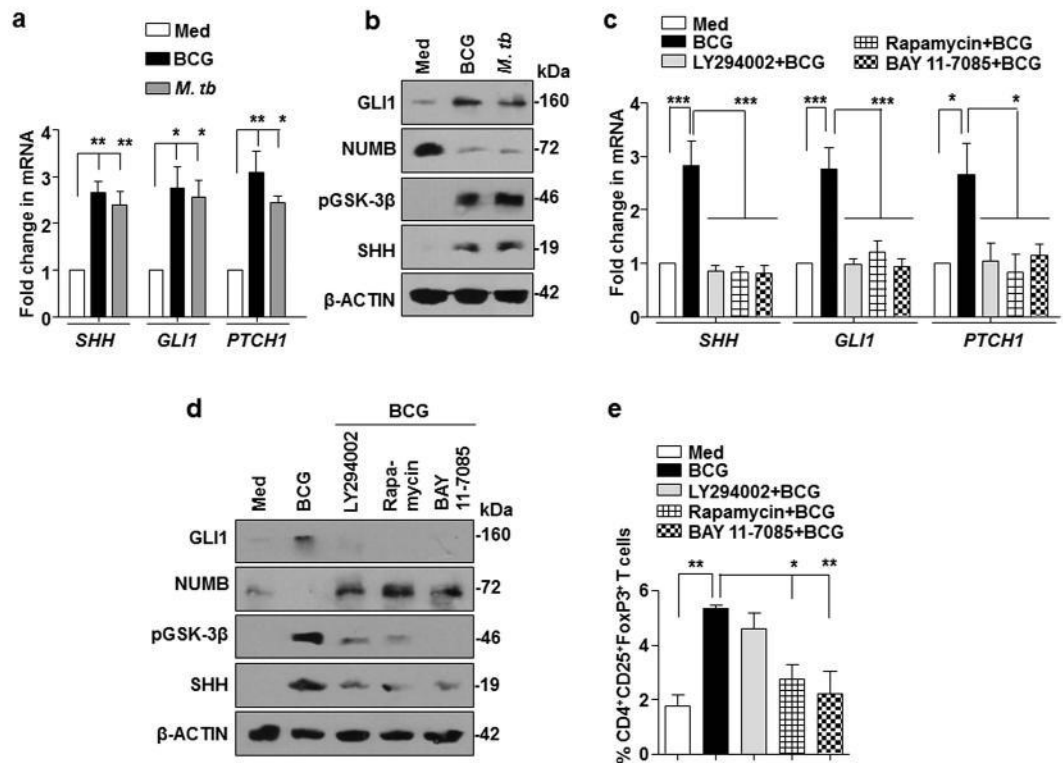 a
Med
BCG
M. tb
Fold change in mRNA
4
3
2
1
0
** **
* *
** *
SHH GLI1 PTCH1
b
Med BCG M. tb
kDa
GLI1 -160
NUMB -72
pGSK-3β -46
SHH -19
β-ACTIN -42
c
Med
BCG
LY294002+BCG
Rapamycin+BCG
BAY 11-7085+BCG
Fold change in mRNA
4
3
2
1
0
*** ***
*** ***
* *
SHH GLI1 PTCH1
d
BCG
Med BCG LY294002 Rapa-
mycin BAY
11-7085
kDa
GLI1 -160
NUMB -72
pGSK-3β -46
SHH -19
β-ACTIN -42
e
Med
BCG
LY294002+BCG
Rapamycin+BCG
BAY 11-7085+BCG
% CD4⁺CD25⁺FoxP3⁺ T cells
6
4
2
0
** * **